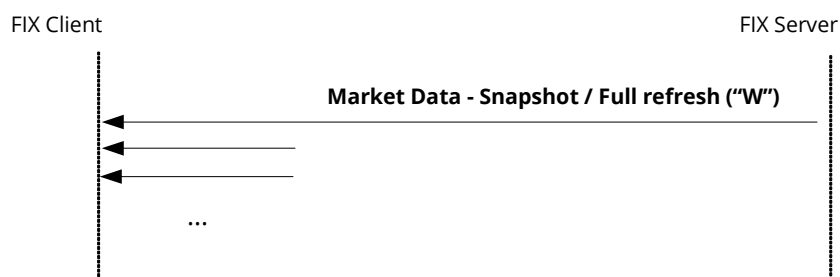 FIX Client
FIX Server
Market Data - Snapshot / Full refresh (“W”)
...